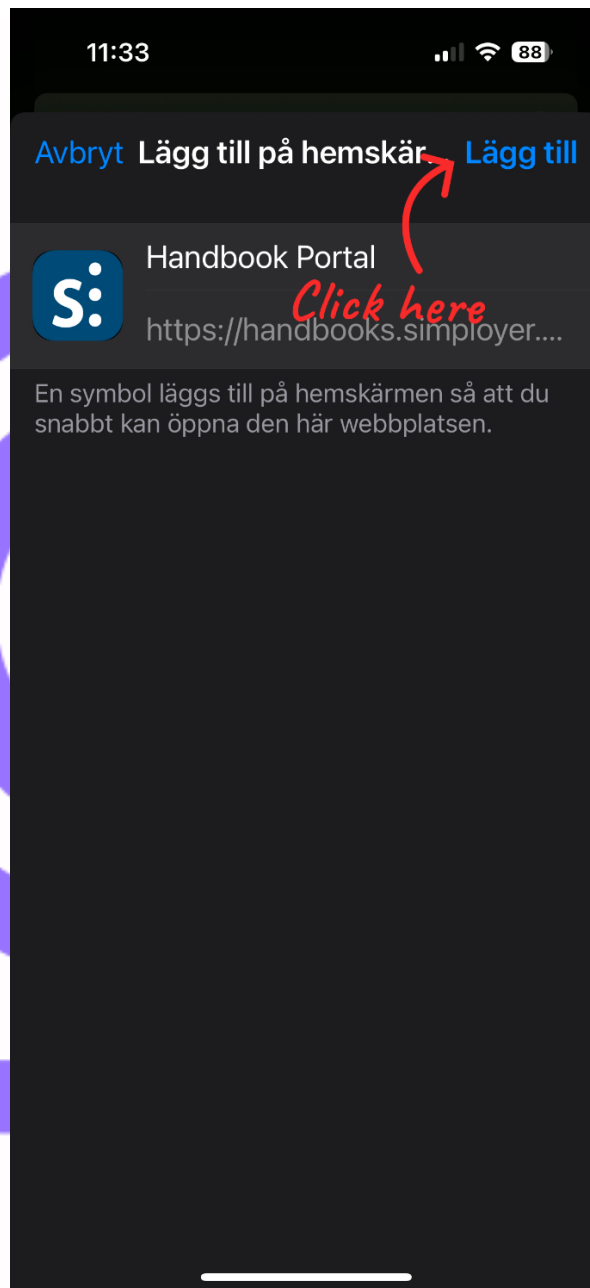 11:33
88
Avbryt Lägg till på hemskär... Lägg till
S:
Handbook Portal
Click here
https://handbooks.simployer....
En symbol läggs till på hemskärmen så att du
snabbt kan öppna den här webbplatsen.